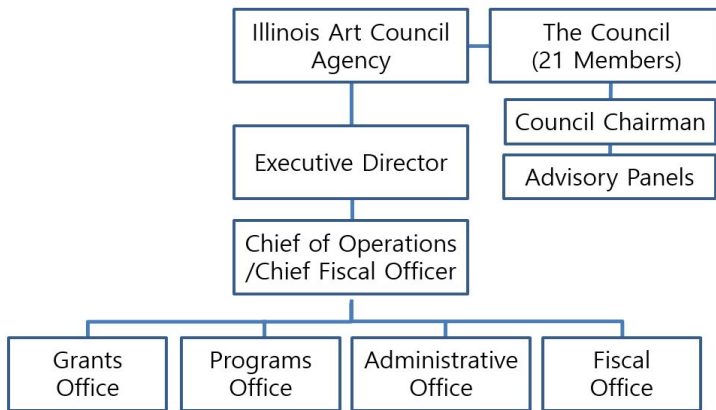 Illinois Art Council
Agency
The Council
(21 Members)
Council Chairman
Executive Director
Advisory Panels
Chief of Operations
/Chief Fiscal Officer
Grants
Office
Programs
Office
Administrative
Office
Fiscal
Office